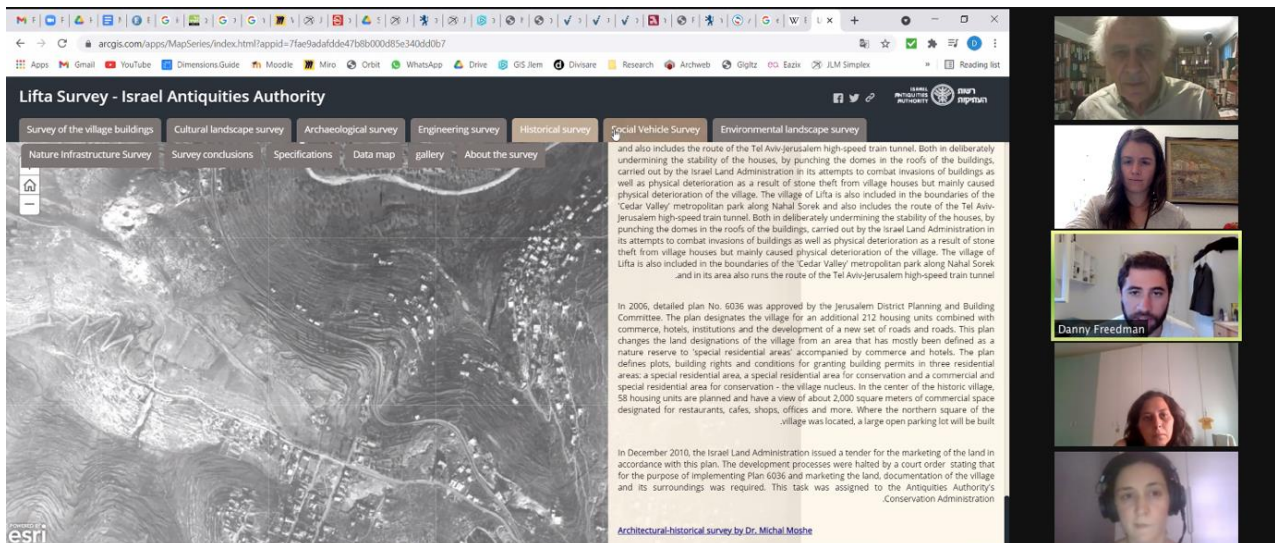 arcgis.com/apps/MapSeries/index.html?appid=7fae9adafdde47b8b000d85e340dd0b7
Apps Gmail YouTube Dimensions.Guide Moodle Miro Orbit WhatsApp Drive GIS Jlem Divisare Research Archweb Gigltz Eazix JLM Simplex » Reading list
Lifta Survey - Israel Antiquities Authority
ISRAEL ANTIQUITIES AUTHORITY רשות העתיקות
Survey of the village buildings Cultural landscape survey Archaeological survey Engineering survey Historical survey Social Vehicle Survey Environmental landscape survey
Nature Infrastructure Survey Survey conclusions Specifications Data map gallery About the survey
and also includes the route of the Tel Aviv-Jerusalem high-speed train tunnel. Both in deliberately
undermining the stability of the houses, by punching the domes in the roofs of the buildings,
carried out by the Israel Land Administration in its attempts to combat invasions of buildings as
well as physical deterioration as a result of stone theft from village houses but mainly caused
physical deterioration of the village. The village of Lifta is also included in the boundaries of the
'Cedar Valley' metropolitan park along Nahal Sorek and also includes the route of the Tel Aviv-
Jerusalem high-speed train tunnel. Both in deliberately undermining the stability of the houses, by
punching the domes in the roofs of the buildings, carried out by the Israel Land Administration in
its attempts to combat invasions of buildings as well as physical deterioration as a result of stone
theft from village houses but mainly caused physical deterioration of the village. The village of
Lifta is also included in the boundaries of the 'Cedar Valley' metropolitan park along Nahal Sorek
.and in its area also runs the route of the Tel Aviv-Jerusalem high-speed train tunnel
In 2006, detailed plan No. 6036 was approved by the Jerusalem District Planning and Building
Committee. The plan designates the village for an additional 212 housing units combined with
commerce, hotels, institutions and the development of a new set of roads and roads. This plan
changes the land designations of the village from an area that has mostly been defined as a
nature reserve to 'special residential areas' accompanied by commerce and hotels. The plan
defines plots, building rights and conditions for granting building permits in three residential
areas: a special residential area, a special residential area for conservation and a commercial and
special residential area for conservation - the village nucleus. In the center of the historic village,
58 housing units are planned and have a view of about 2,000 square meters of commercial space
designated for restaurants, cafes, shops, offices and more. Where the northern square of the
.village was located, a large open parking lot will be built
In December 2010, the Israel Land Administration issued a tender for the marketing of the land in
accordance with this plan. The development processes were halted by a court order stating that
for the purpose of implementing Plan 6036 and marketing the land, documentation of the village
and its surroundings was required. This task was assigned to the Antiquities Authority's
.Conservation Administration
Architectural-historical survey by Dr. Michal Moshe
POWERED BY
esri
Danny Freedman